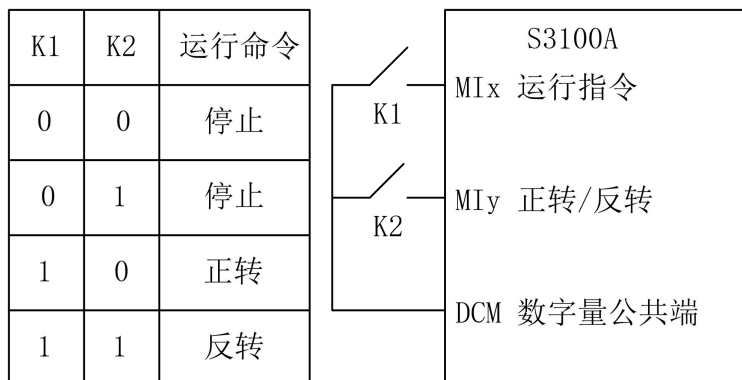 K1 K2 运行命令
0 0 停止
0 1 停止
1 0 正转
1 1 反转
S3100A
MIx 运行指令
K1
MIy 正转/反转
K2
DCM 数字量公共端